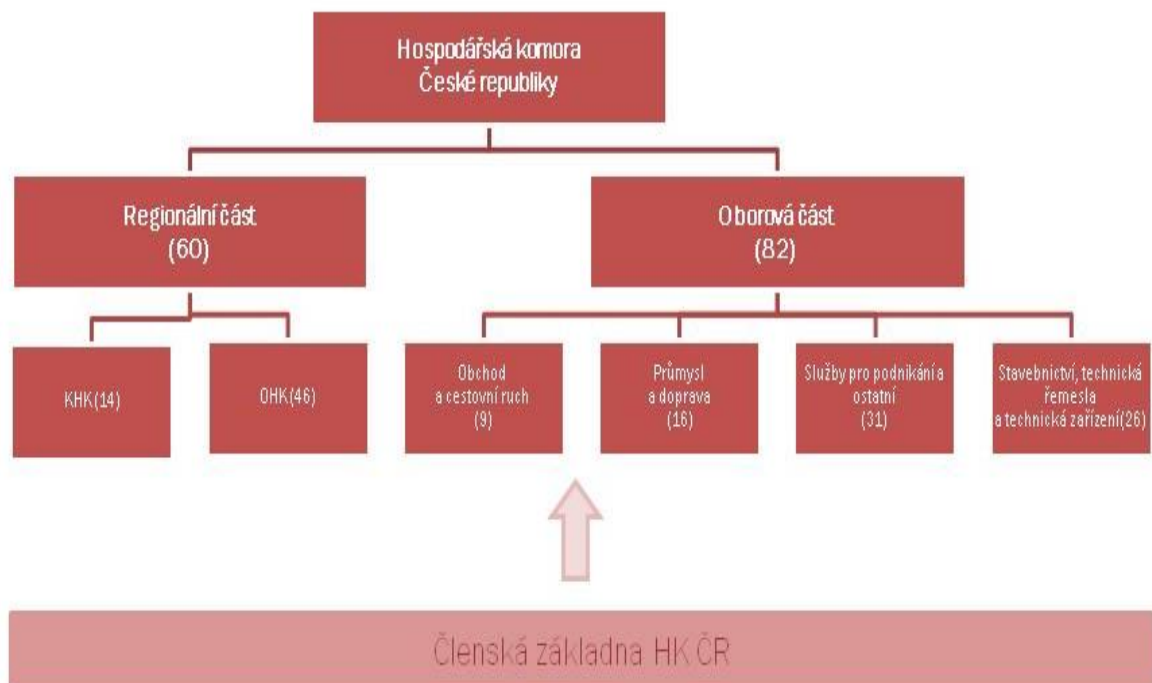 Hospodářská komora
České republiky
Regionální část
(60)
Oborová část
(82)
KHK(14)
OHK(46)
Obchod
a cestovní ruch
(9)
Průmysl
a doprava
(16)
Služby pro podnikání a
ostatní
(31)
Stavebnictví, technická
řemesla
a technická zařízení(26)
Členská základna HK ČR